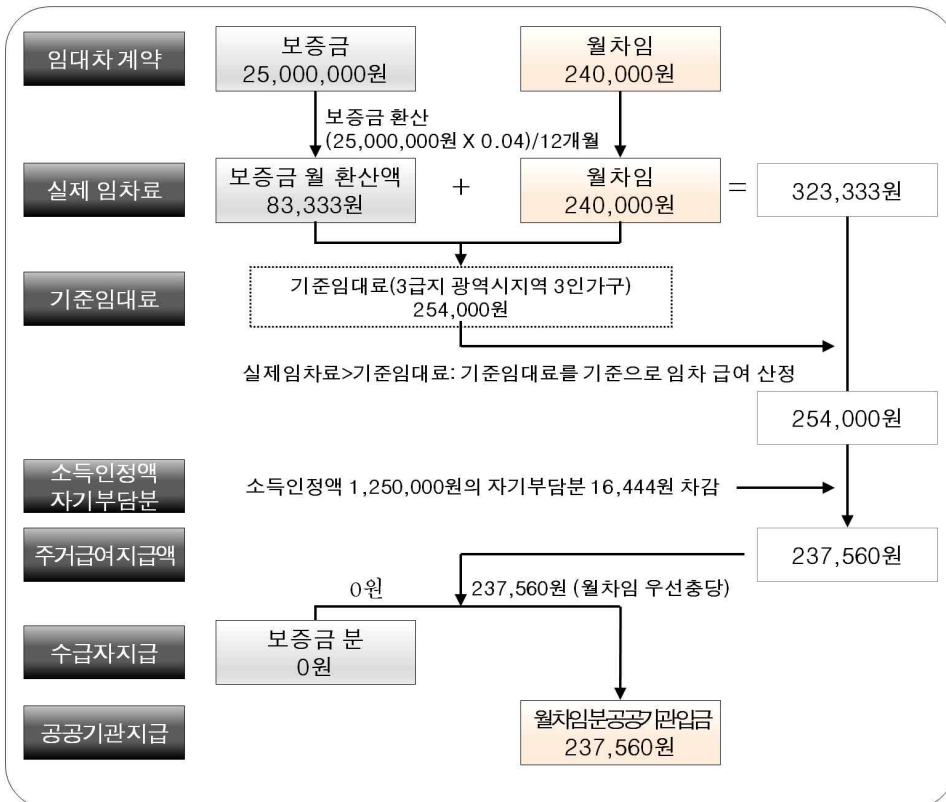 임대차 계약
보증금
25,000,000원
월차임
240,000원
보증금 환산
(25,000,000원 X 0.04)/12개월
실제 임차료
보증금 월 환산액
83,333원
+
월차임
240,000원
=
323,333원
기준임대료
기준임대료(3급지 광역시지역 3인가구)
254,000원
실제임차료>기준임대료: 기준임대료를 기준으로 임차 급여 산정
254,000원
소득인정액
자기부담분
소득인정액 1,250,000원의 자기부담분 16,444원 차감
주거급여지급액
237,560원
0원
237,560원 (월차임 우선충당)
수급자지급
보증금 분
0원
공공기관지급
월차임분공공기관입금
237,560원